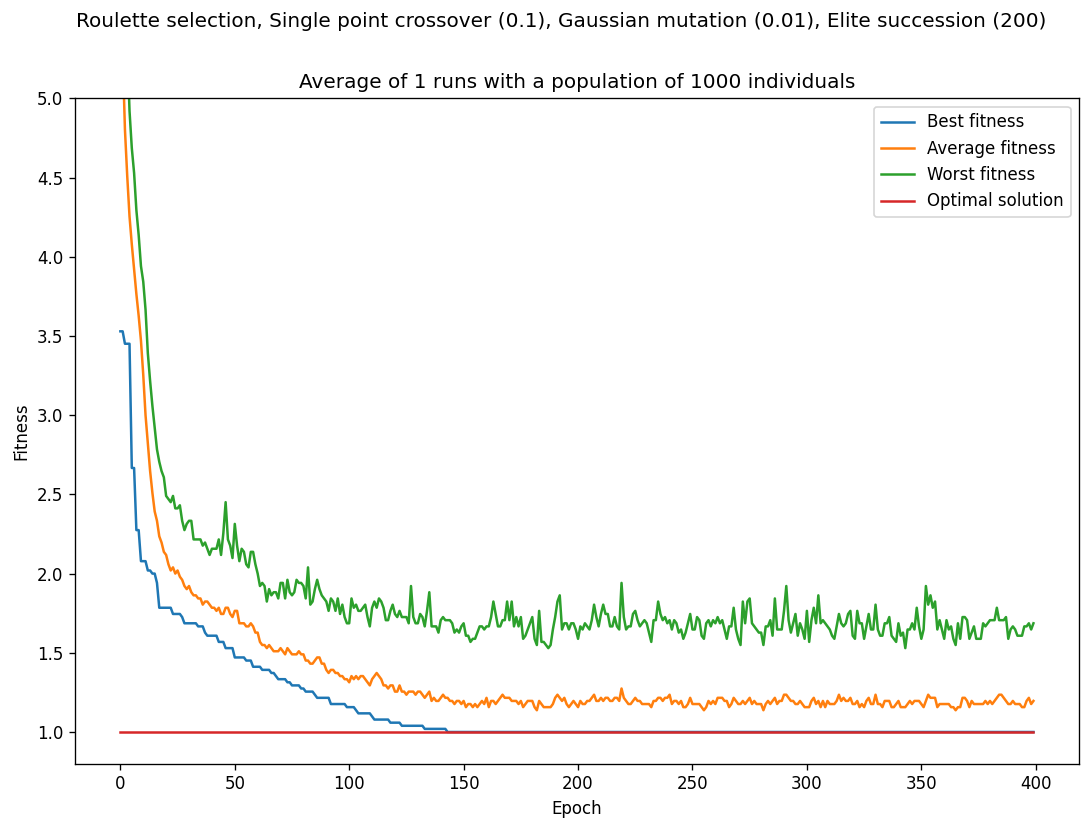 Roulette selection, Single point crossover (0.1), Gaussian mutation (0.01), Elite succession (200)
Average of 1 runs with a population of 1000 individuals
Best fitness
Average fitness
Worst fitness
Optimal solution
Fitness
5.0
4.5
4.0
3.5
3.0
2.5
2.0
1.5
1.0
0 50 100 150 200 250 300 350 400
Epoch